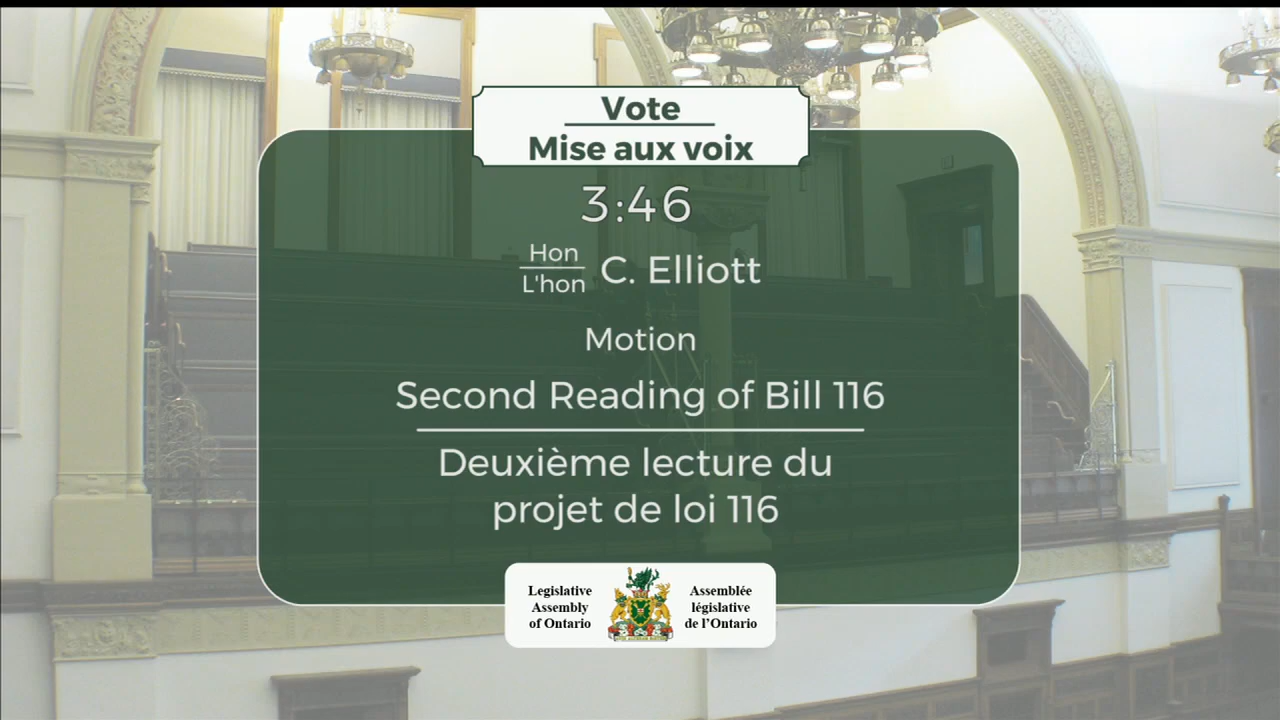 Vote
Mise aux voix
3:46
Hon
L'hon
C. Elliott
Motion
Second Reading of Bill 116
Deuxième lecture du
projet de loi 116
Legislative
Assembly
of Ontario
Assemblée
législative
de l'Ontario